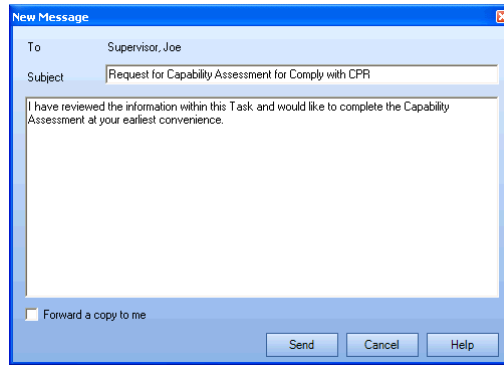 New Message
To Supervisor, Joe
Subject Request for Capability Assessment for Comply with CPR
I have reviewed the information within this Task and would like to complete the Capability
Assessment at your earliest convenience.
Forward a copy to me
Send Cancel Help